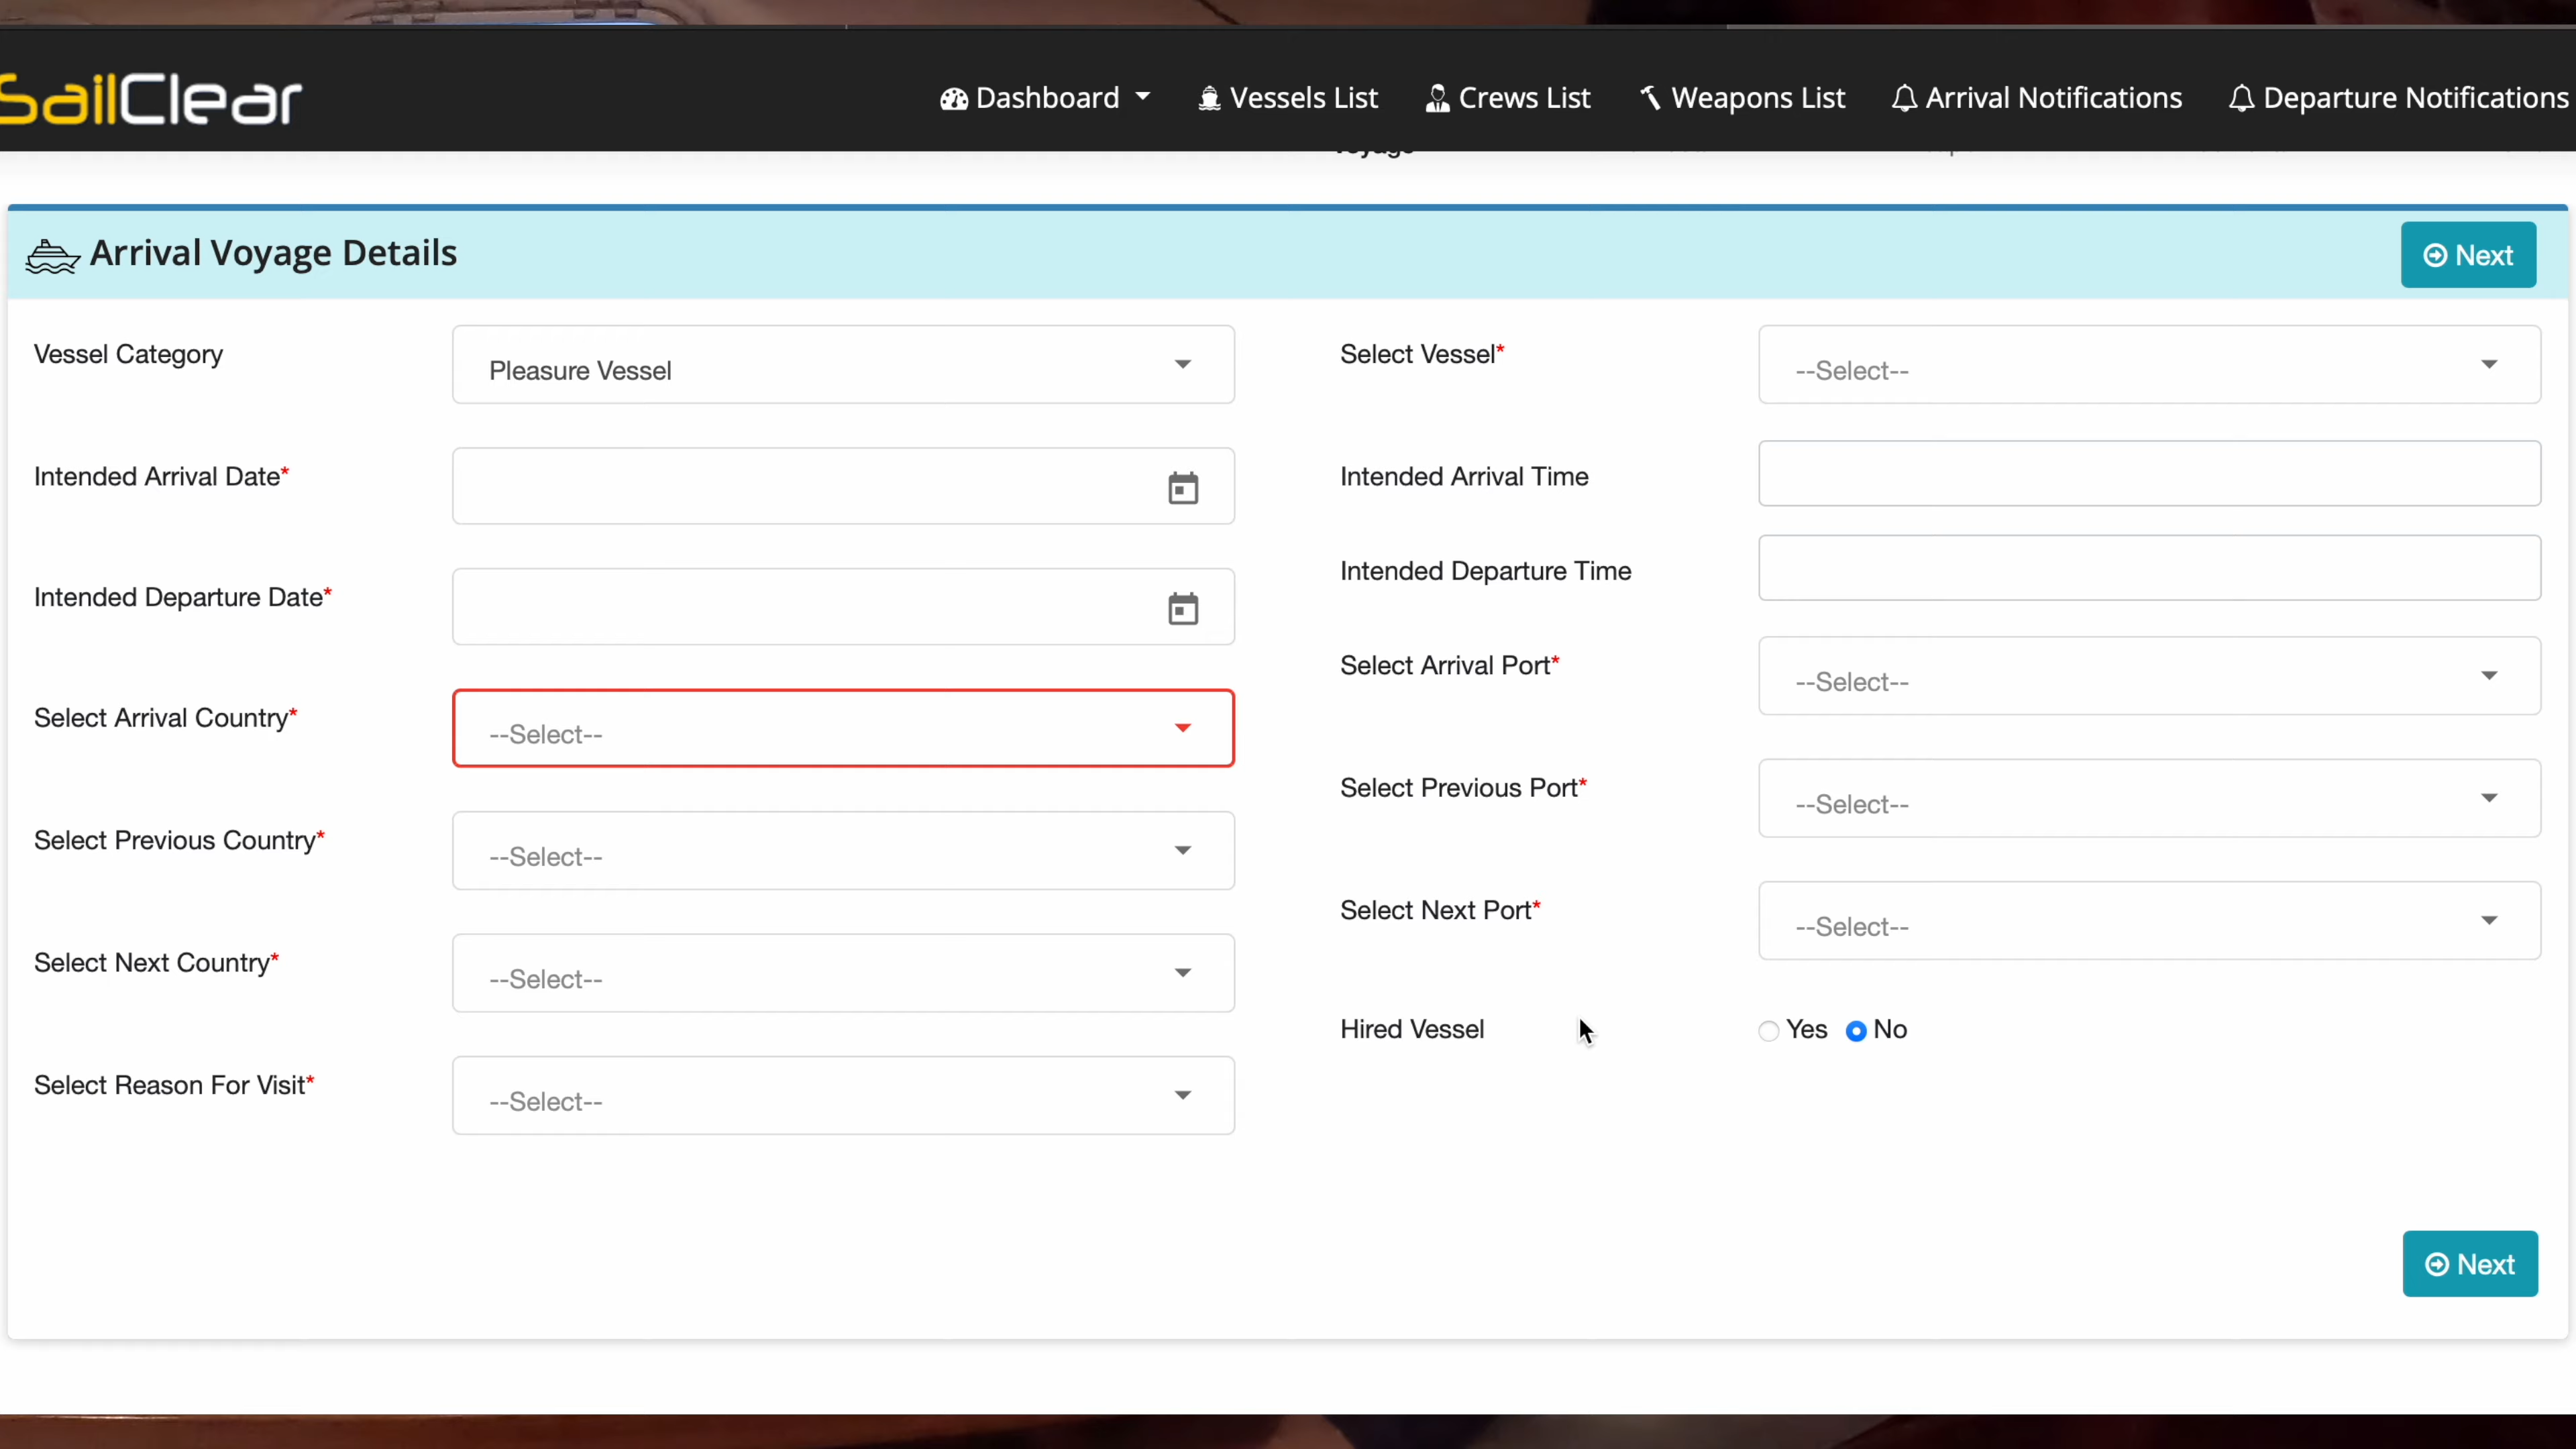 SailClear
Dashboard Vessels List Crews List Weapons List Arrival Notifications Departure Notifications
Arrival Voyage Details
Next
Vessel Category
Pleasure Vessel
Select Vessel*
--Select--
Intended Arrival Date*
Intended Arrival Time
Intended Departure Date*
Intended Departure Time
Select Arrival Country*
--Select--
Select Arrival Port*
--Select--
Select Previous Country*
--Select--
Select Previous Port*
--Select--
Select Next Country*
--Select--
Select Next Port*
--Select--
Select Reason For Visit*
--Select--
Hired Vessel
Yes No
Next